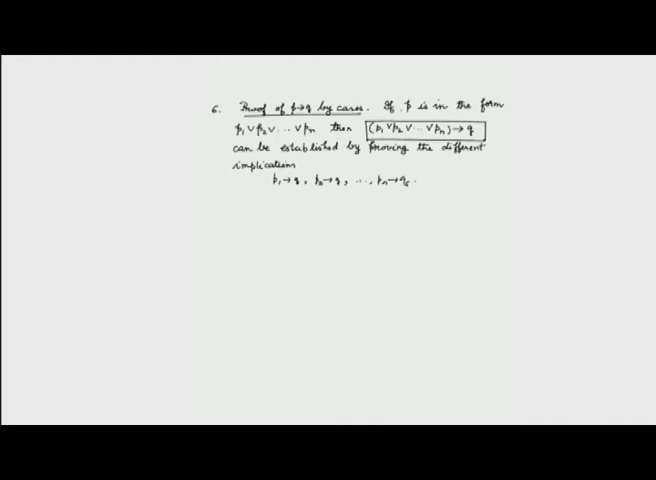 6. Proof of p→q by cases. If p is in the form
p₁ ∨ p₂ ∨ ... ∨ pₙ then (p₁ ∨ p₂ ∨ ... ∨ pₙ) → q
can be established by proving the different
implications
p₁→q, p₂→q, ..., pₙ→q.